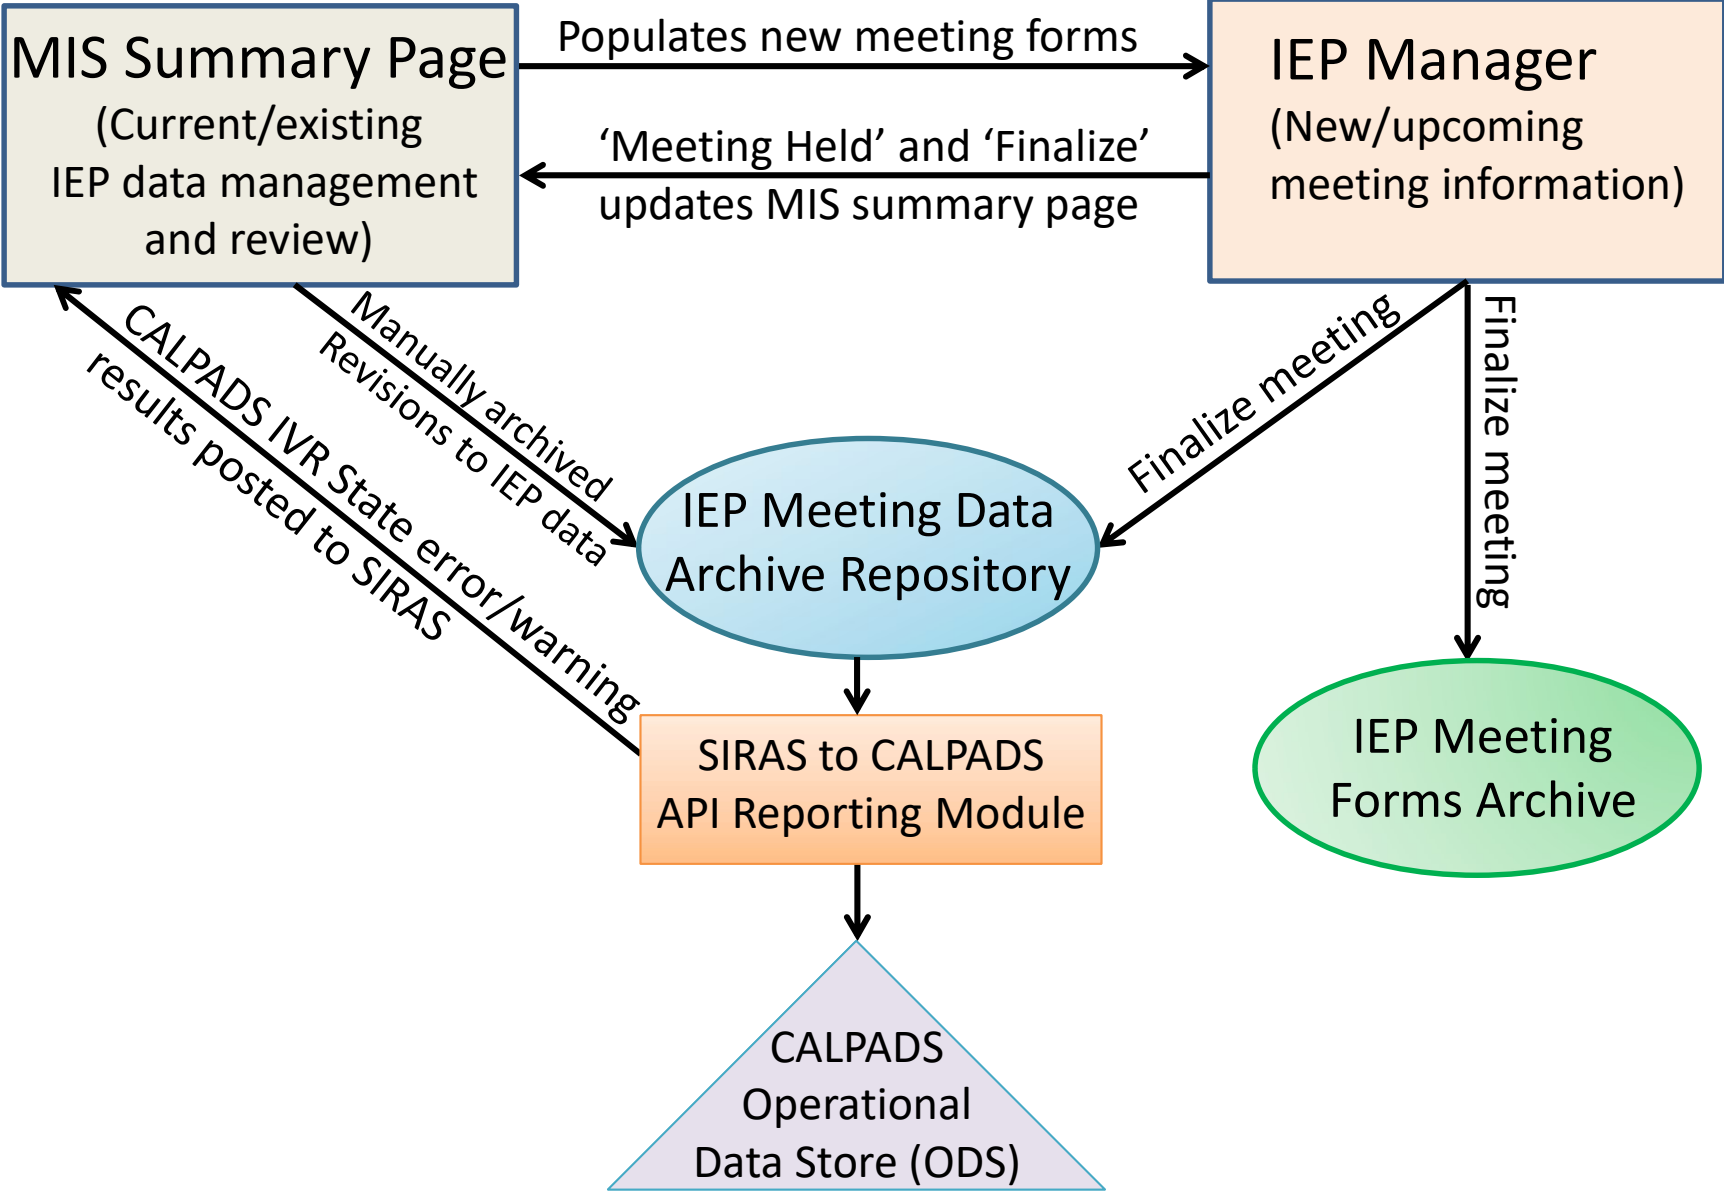 MIS Summary Page
(Current/existing
IEP data management
and review)
Populates new meeting forms
‘Meeting Held’ and ‘Finalize’
updates MIS summary page
IEP Manager
(New/upcoming
meeting information)
Manually archived
Revisions to IEP data
CALPADS IVR State error/warning
results posted to SIRAS
Finalize meeting
Finalize meeting
IEP Meeting Data
Archive Repository
SIRAS to CALPADS
API Reporting Module
IEP Meeting
Forms Archive
CALPADS
Operational
Data Store (ODS)